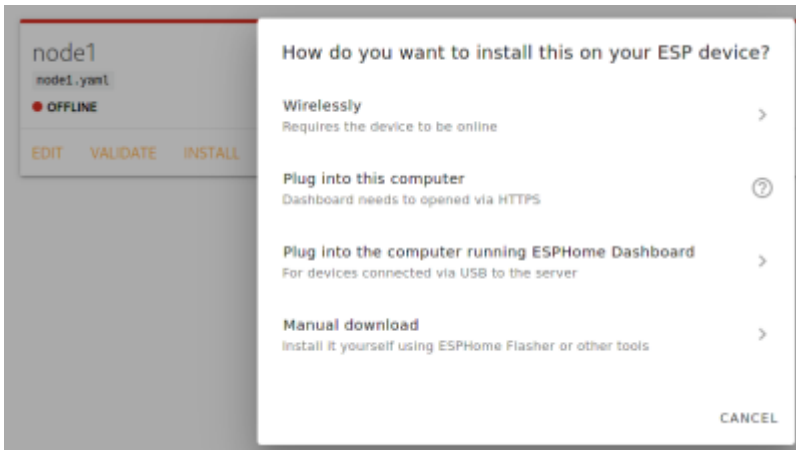 node1
node1.yaml
OFFLINE
EDIT VALIDATE INSTALL
How do you want to install this on your ESP device?
Wirelessly
Requires the device to be online
Plug into this computer
Dashboard needs to opened via HTTPS
Plug into the computer running ESPHome Dashboard
For devices connected via USB to the server
Manual download
Install it yourself using ESPHome Flasher or other tools
CANCEL